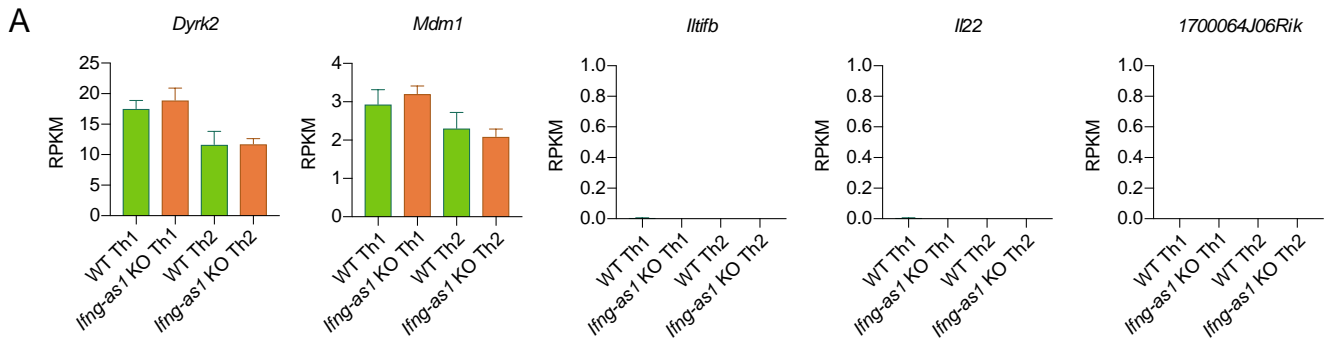 A
Dyrk2
RPKM
25
20
15
10
5
0
WT Th1
Ifng-as1 KO Th1
WT Th2
Ifng-as1 KO Th2
Mdm1
RPKM
4
3
2
1
0
WT Th1
Ifng-as1 KO Th1
WT Th2
Ifng-as1 KO Th2
Iltifb
RPKM
1.0
0.8
0.6
0.4
0.2
0.0
WT Th1
Ifng-as1 KO Th1
WT Th2
Ifng-as1 KO Th2
Il22
RPKM
1.0
0.8
0.6
0.4
0.2
0.0
WT Th1
Ifng-as1 KO Th1
WT Th2
Ifng-as1 KO Th2
1700064J06Rik
RPKM
1.0
0.8
0.6
0.4
0.2
0.0
WT Th1
Ifng-as1 KO Th1
WT Th2
Ifng-as1 KO Th2